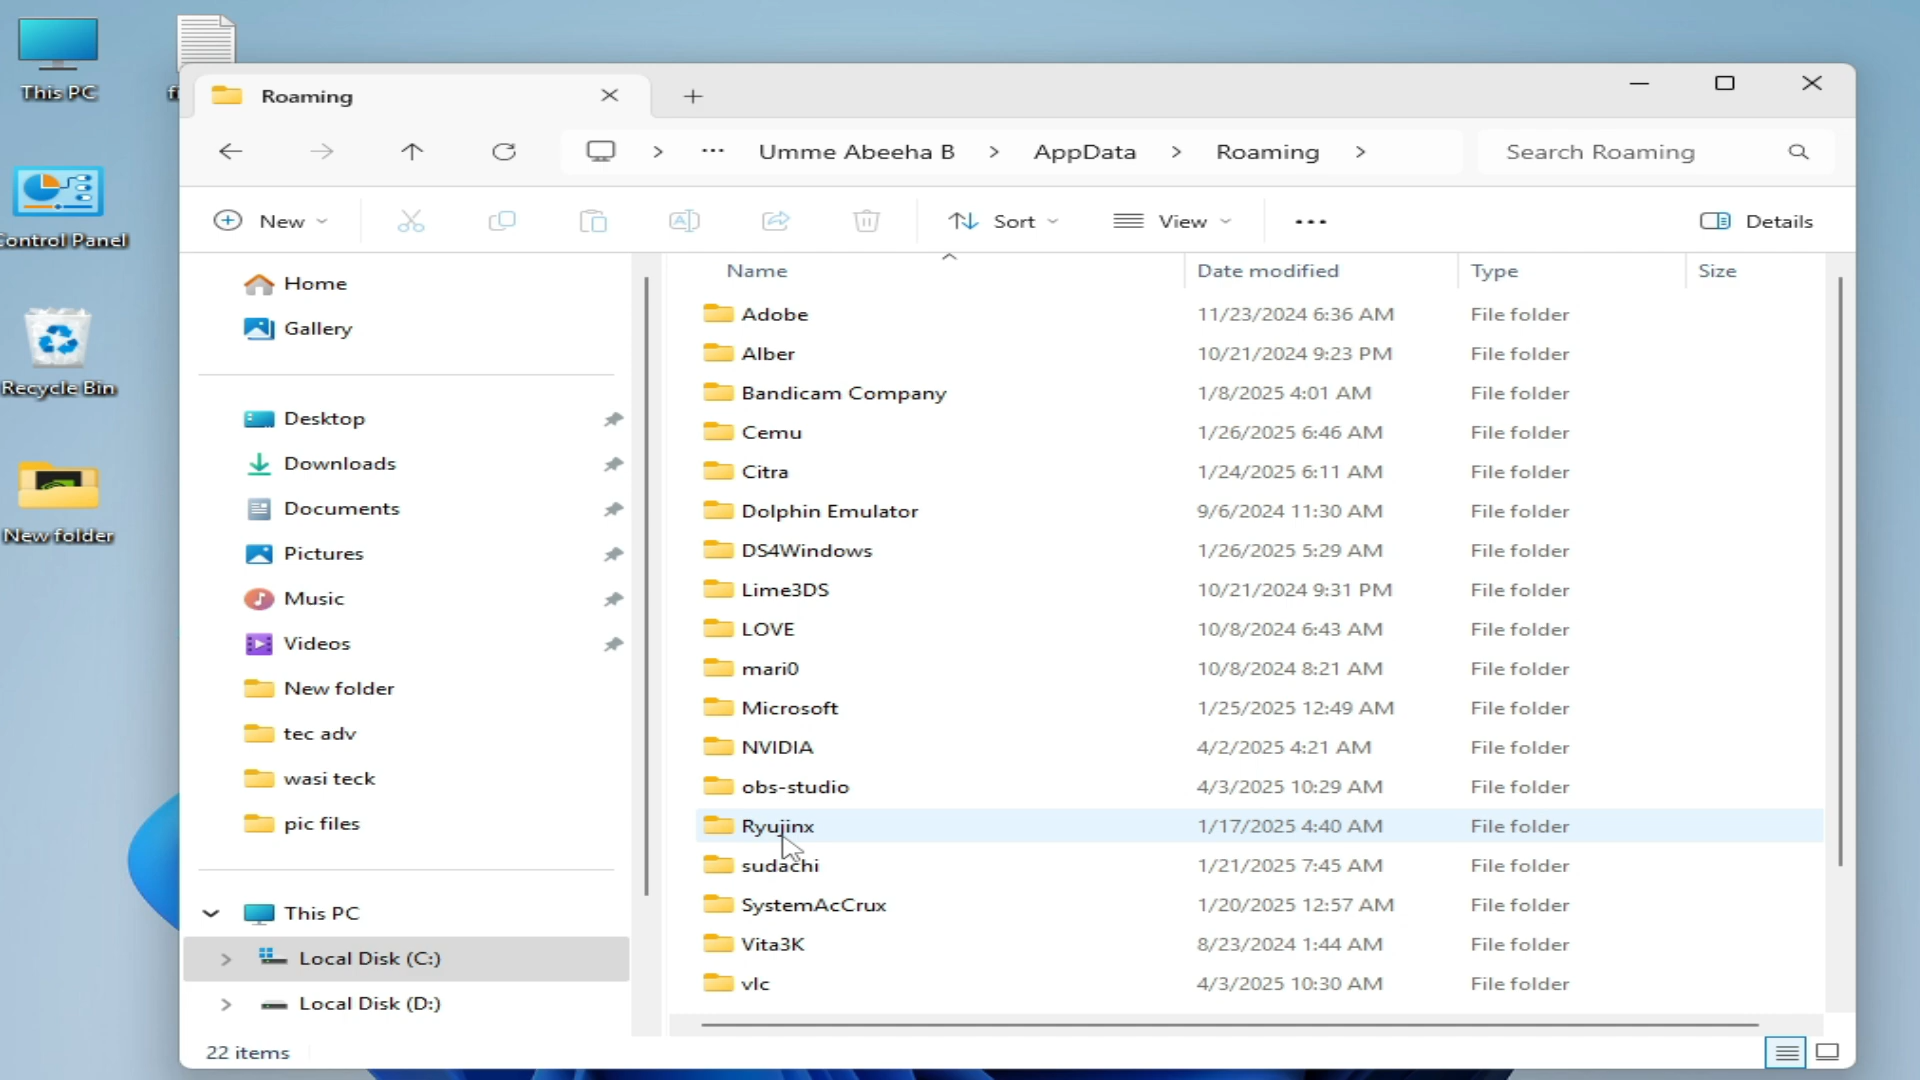 This PC
Roaming
Umme Abeeha B > AppData > Roaming >
Search Roaming
New
Sort
View
Details
Control Panel
Recycle Bin
New folder
Home
Gallery
Desktop
Downloads
Documents
Pictures
Music
Videos
New folder
tec adv
wasi teck
pic files
This PC
Local Disk (C:)
Local Disk (D:)
Name Date modified Type Size
Adobe 11/23/2024 6:36 AM File folder
Alber 10/21/2024 9:23 PM File folder
Bandicam Company 1/8/2025 4:01 AM File folder
Cemu 1/26/2025 6:46 AM File folder
Citra 1/24/2025 6:11 AM File folder
Dolphin Emulator 9/6/2024 11:30 AM File folder
DS4Windows 1/26/2025 5:29 AM File folder
Lime3DS 10/21/2024 9:31 PM File folder
LOVE 10/8/2024 6:43 AM File folder
mari0 10/8/2024 8:21 AM File folder
Microsoft 1/25/2025 12:49 AM File folder
NVIDIA 4/2/2025 4:21 AM File folder
obs-studio 4/3/2025 10:29 AM File folder
Ryujinx 1/17/2025 4:40 AM File folder
sudachi 1/21/2025 7:45 AM File folder
SystemAcCrux 1/20/2025 12:57 AM File folder
Vita3K 8/23/2024 1:44 AM File folder
vlc 4/3/2025 10:30 AM File folder
22 items